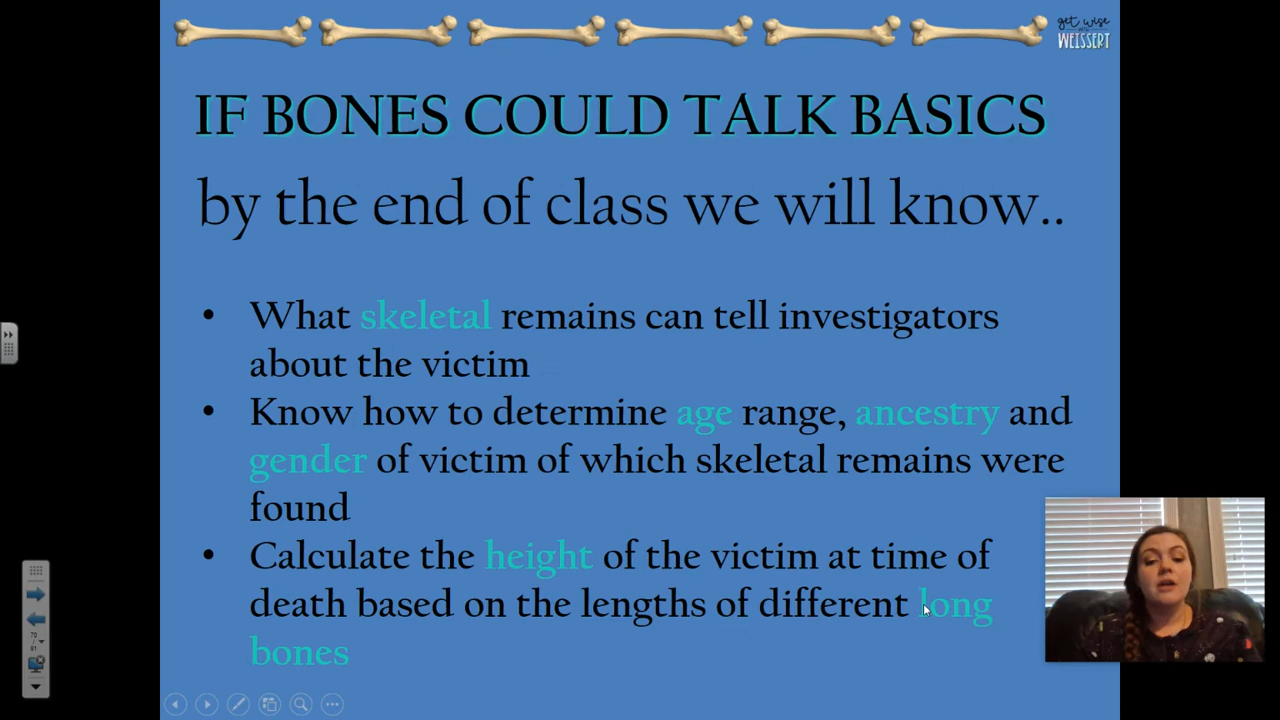 get wise
with
WEISSERT
IF BONES COULD TALK BASICS
by the end of class we will know..
• What skeletal remains can tell investigators
about the victim
• Know how to determine age range, ancestry and
gender of victim of which skeletal remains were
found
• Calculate the height of the victim at time of
death based on the lengths of different long
bones
70
/
81